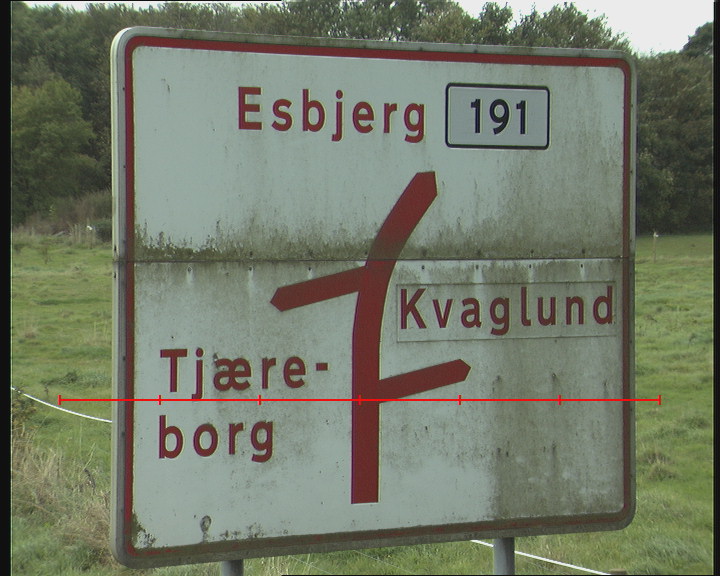 Esbjerg 191
Kvaglund
Tjære-
borg